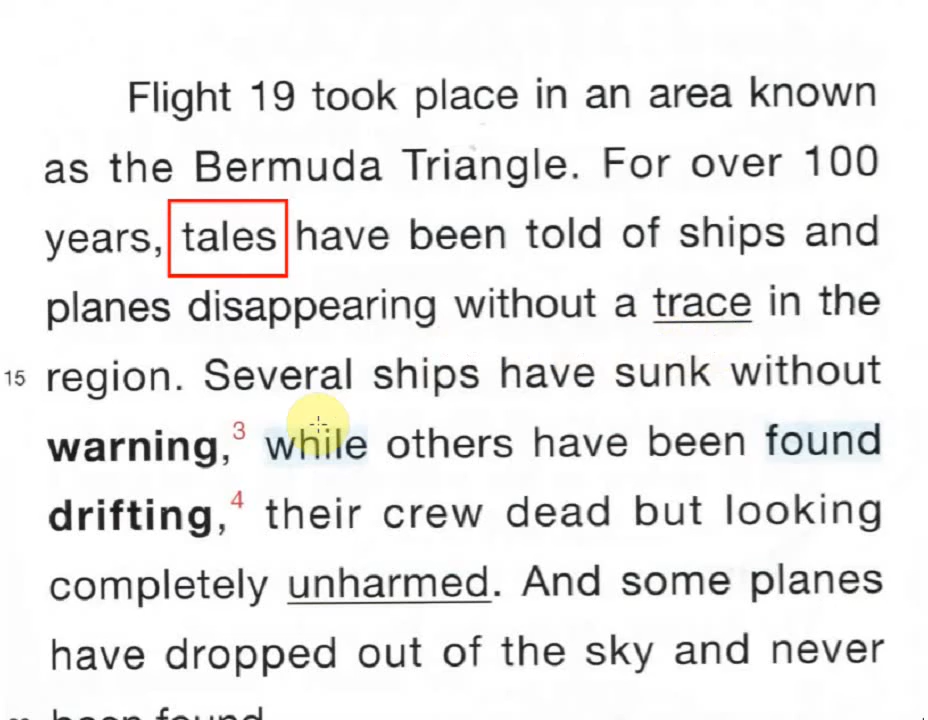 Flight 19 took place in an area known
as the Bermuda Triangle. For over 100
years, tales have been told of ships and
planes disappearing without a trace in the
15 region. Several ships have sunk without
warning,3 while others have been found
drifting,4 their crew dead but looking
completely unharmed. And some planes
have dropped out of the sky and never
been found